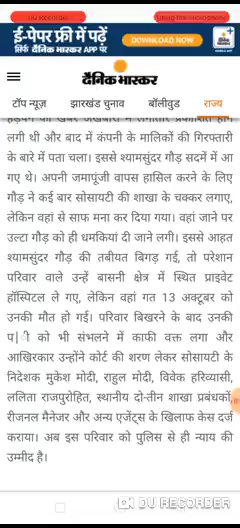 ई-पेपर फ्री में पढ़ें
सिर्फ दैनिक भास्कर APP पर
DOWNLOAD NOW
दैनिक भास्कर
टॉप न्यूज़ झारखंड चुनाव बॉलीवुड राज्य
लगी थी और बाद में कंपनी के मालिकों की गिरफ्तारी
के बारे में पता चला। इससे श्यामसुंदर गौड़ सदमें में आ
गए थे। अपनी जमापूंजी वापस हासिल करने के लिए
गौड़ ने कई बार सोसायटी की शाखा के चक्कर लगाए,
लेकिन वहां से साफ मना कर दिया गया। वहां जाने पर
उल्टा गौड़ को ही धमकियां दी जाने लगी। इससे आहत
श्यामसुंदर गौड़ की तबीयत बिगड़ गई, तो परेशान
परिवार वाले उन्हें बासनी क्षेत्र में स्थित प्राइवेट
हॉस्पिटल ले गए, लेकिन वहां गत 13 अक्टूबर को
उनकी मौत हो गई। परिवार बिखरने के बाद उनकी
को भी संभलने में काफी वक्त लगा और
आखिरकार उन्होंने कोर्ट की शरण लेकर सोसायटी के
निदेशक मुकेश मोदी, राहुल मोदी, विवेक हरिव्यासी,
ललिता राजपुरोहित, स्थानीय दो-तीन शाखा प्रबंधकों,
रीजनल मैनेजर और अन्य एजेंट्स के खिलाफ केस दर्ज
कराया। अब इस परिवार को पुलिस से ही न्याय की
उम्मीद है।
DU RECORDER